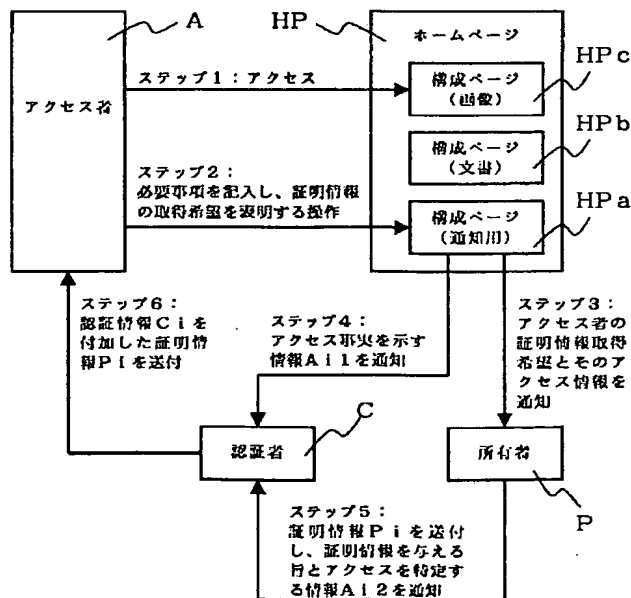 A
HP
ホームページ
アクセス者
ステップ1：アクセス
構成ページ
(画像)
HPc
構成ページ
(文書)
HPb
ステップ2：
必要事項を記入し、証明情報
の取得希望を表明する操作
構成ページ
(通知用)
HPa
ステップ6：
認証情報Ciを
付加した証明情
報Piを送付
ステップ4：
アクセス事実を示す
情報Ai1を通知
ステップ3：
アクセス者の
証明情報取得
希望とそのア
クセス情報を
通知
C
認証者
所有者
P
ステップ5：
証明情報Piを送付
し、証明情報を与える
旨とアクセスを特定す
る情報Ai2を通知